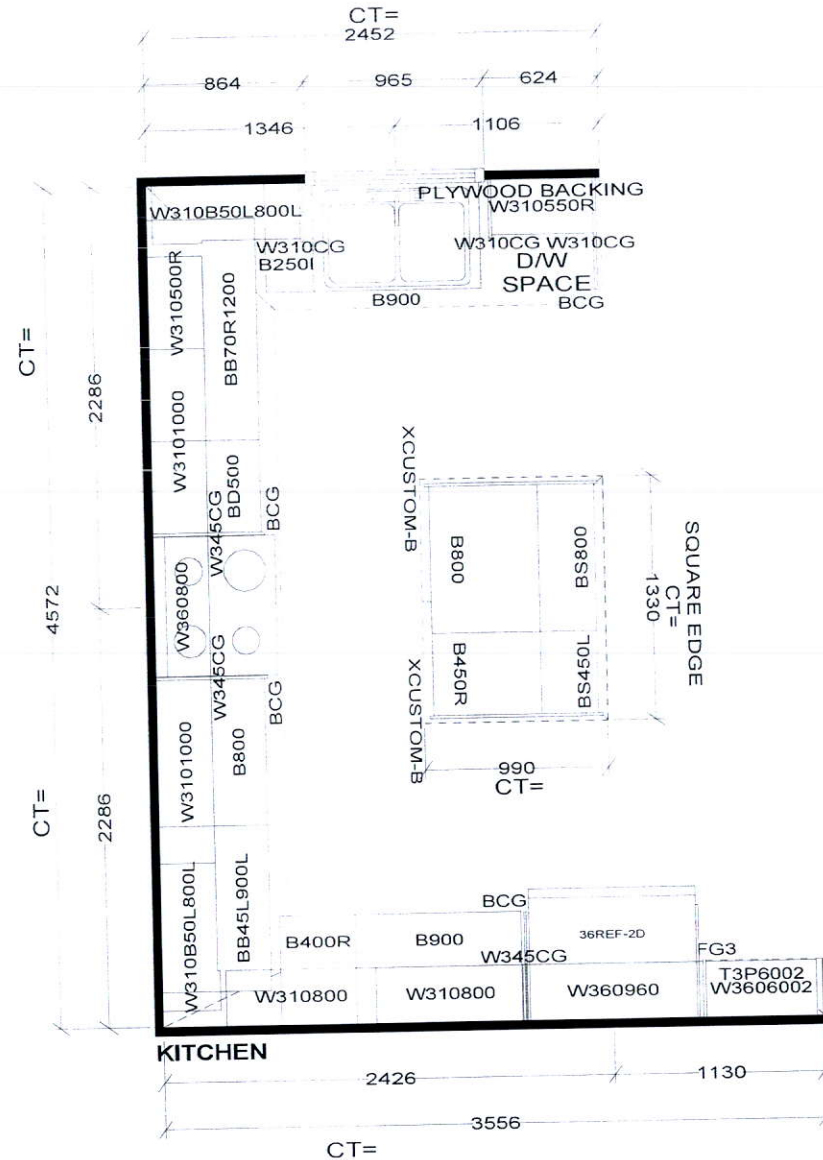 CT=
2452
864 965 624
1346 1106
PLYWOOD BACKING
W310B50L800L W310550R
W310CG W310CG W310CG
B250I D/W
SPACE
B900 BCG
CT=
2286
W310500R
BB70R1200
W3101000
BD500
BCG
W345CG
W360800
4572
W345CG
BCG
W3101000
B800
CT=
2286
W310B50L800L
BB45L900L
XCUSTOM-B
B800
BS800
B450R
BS450L
XCUSTOM-B
1330
CT=
SQUARE EDGE
990
CT=
BCG
B400R B900 36REF-2D
W345CG FG3
W310800 W310800 W360960 T3P6002
W3606002
KITCHEN
2426 1130
3556
CT=